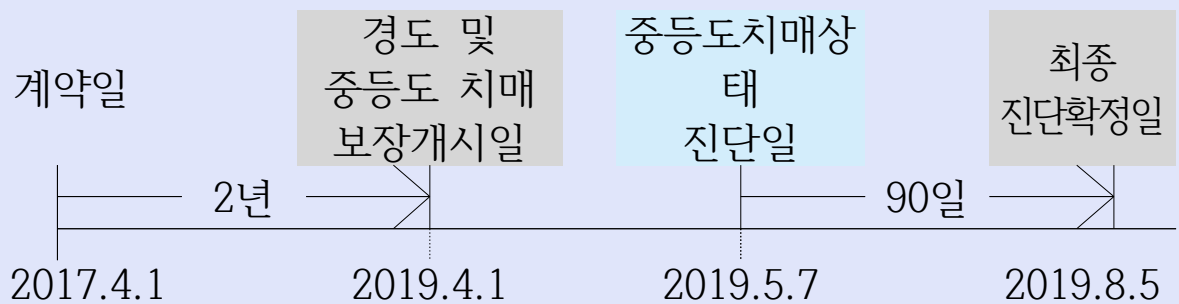 계약일
경도 및
중등도 치매
보장개시일
중등도치매상
태
진단일
최종
진단확정일
2년
90일
2017.4.1
2019.4.1
2019.5.7
2019.8.5